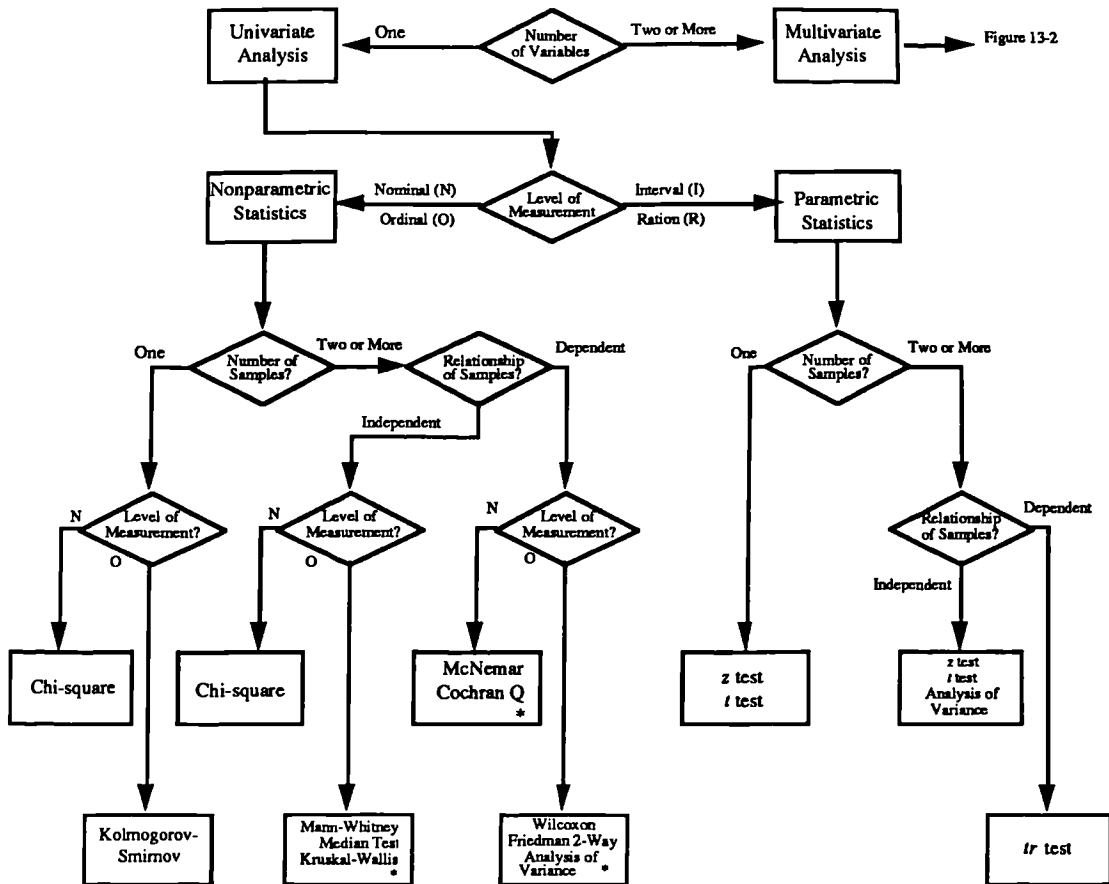 Univariate
Analysis
One
Number
of Variables
Two or More
Multivariate
Analysis
Figure 13-2
Nonparametric
Statistics
Nominal (N)
Ordinal (O)
Level of
Measurement
Interval (I)
Ration (R)
Parametric
Statistics
One
Number of
Samples?
Two or More
Relationship
of Samples?
Dependent
Independent
One
Number of
Samples?
Two or More
N
Level of
Measurement?
O
N
Level of
Measurement?
O
N
Level of
Measurement?
O
Relationship
of Samples?
Dependent
Independent
Chi-square
Chi-square
McNemar
Cochran Q
*
z test
t test
z test
t test
Analysis of
Variance
Kolmogorov-
Smirnov
Mann-Whitney
Median Test
Kruskal-Wallis
*
Wilcoxon
Friedman 2-Way
Analysis of
Variance *
tr test